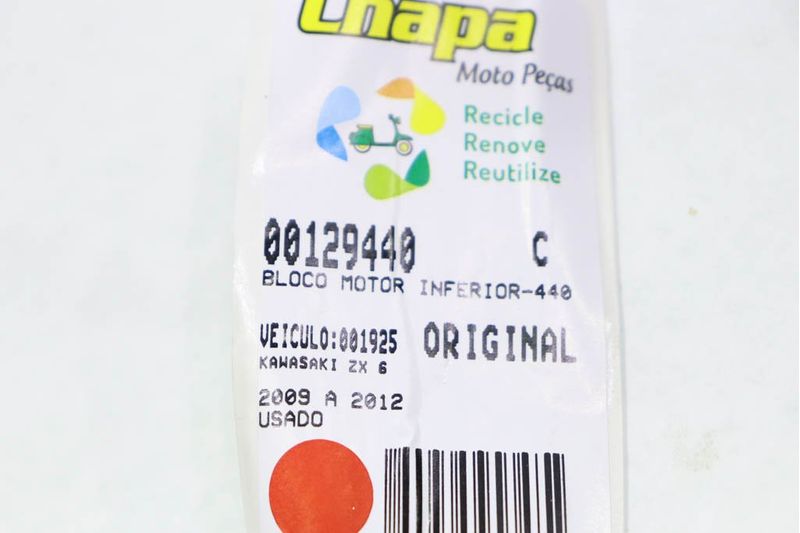 Chapa
Moto Peças
Recicle
Renove
Reutilize
00129440 C
BLOCO MOTOR INFERIOR-440
VEICULO:001925 ORIGINAL
KAWASAKI ZX 6
2009 A 2012
USADO